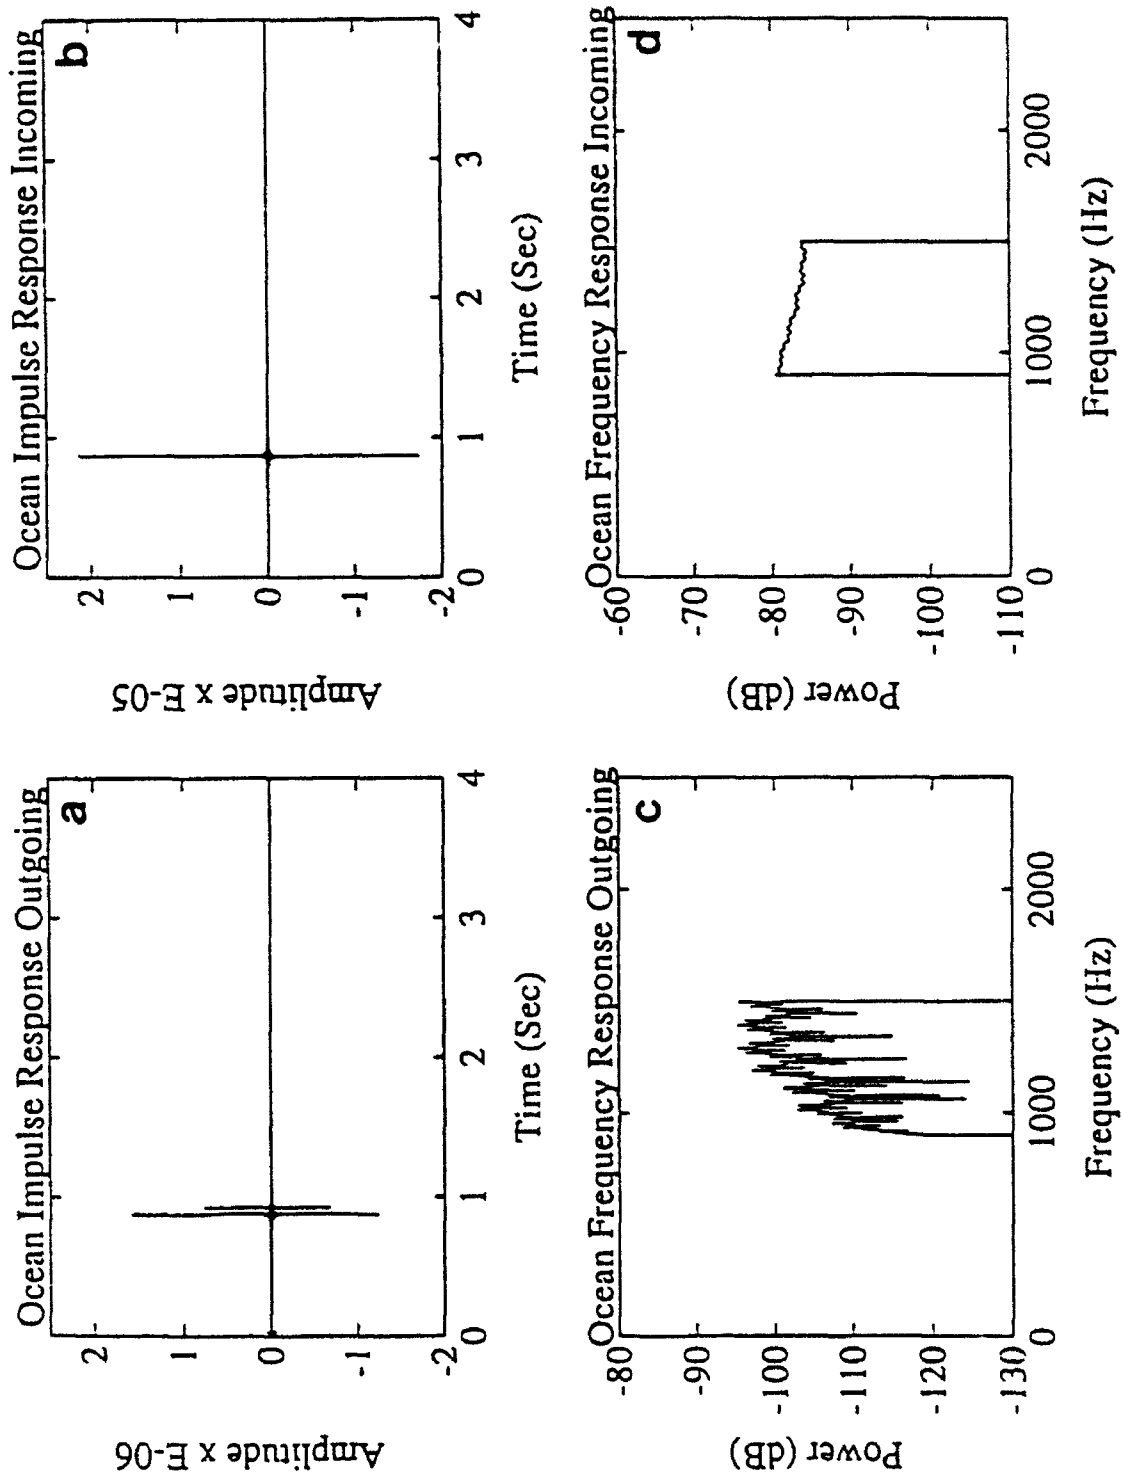 Ocean Impulse Response Outgoing
a
2
1
0
-1
-2
0
1
2
3
4
Amplitude x E-06
Time (Sec)
Ocean Impulse Response Incoming
b
2
1
0
-1
-2
0
1
2
3
4
Amplitude x E-05
Time (Sec)
Ocean Frequency Response Outgoing
c
-80
-90
-100
-110
-120
-130
0
1000
2000
Power (dB)
Frequency (Hz)
Ocean Frequency Response Incoming
d
-60
-70
-80
-90
-100
-110
0
1000
2000
Power (dB)
Frequency (Hz)